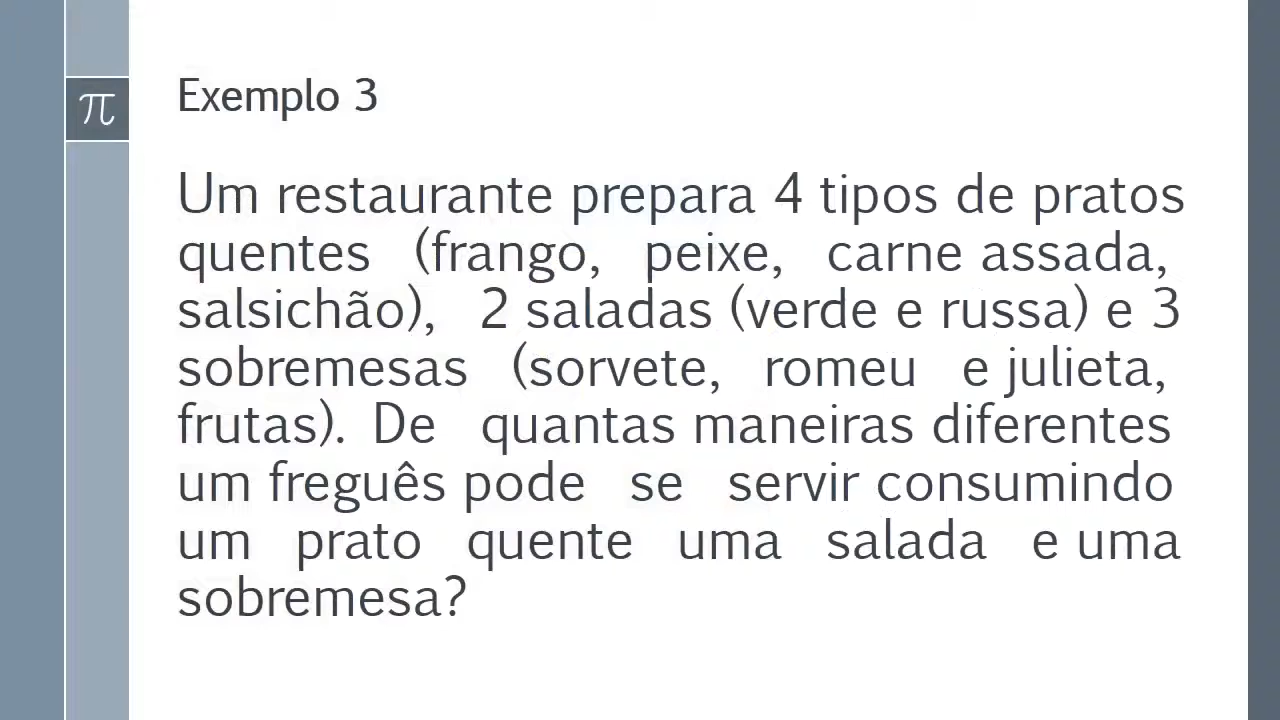 π
Exemplo 3
Um restaurante prepara 4 tipos de pratos
quentes (frango, peixe, carne assada,
salsichão), 2 saladas (verde e russa) e 3
sobremesas (sorvete, romeu e julieta,
frutas). De quantas maneiras diferentes
um freguês pode se servir consumindo
um prato quente uma salada e uma
sobremesa?